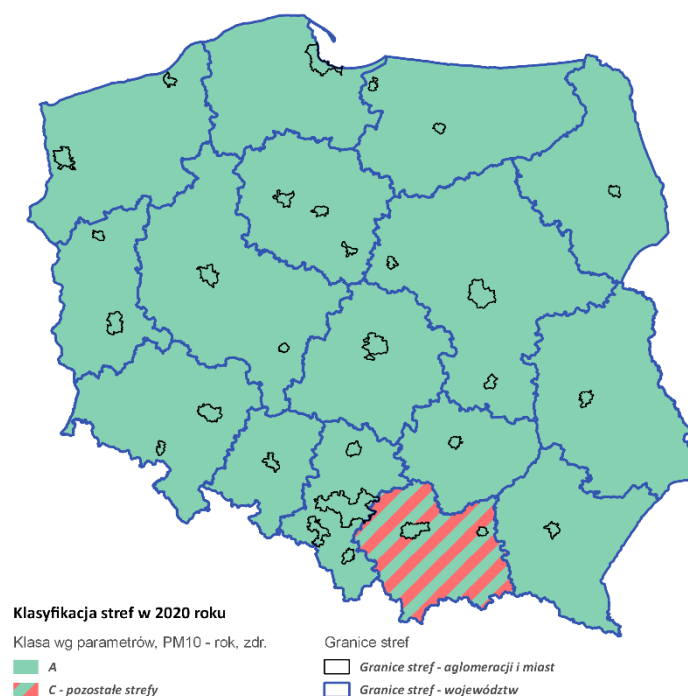 Klasyfikacja stref w 2020 roku
Klasa wg parametrów, PM10 - rok, zdr.
A
C - pozostałe strefy
Granice stref
Granice stref - aglomeracji i miast
Granice stref - województw